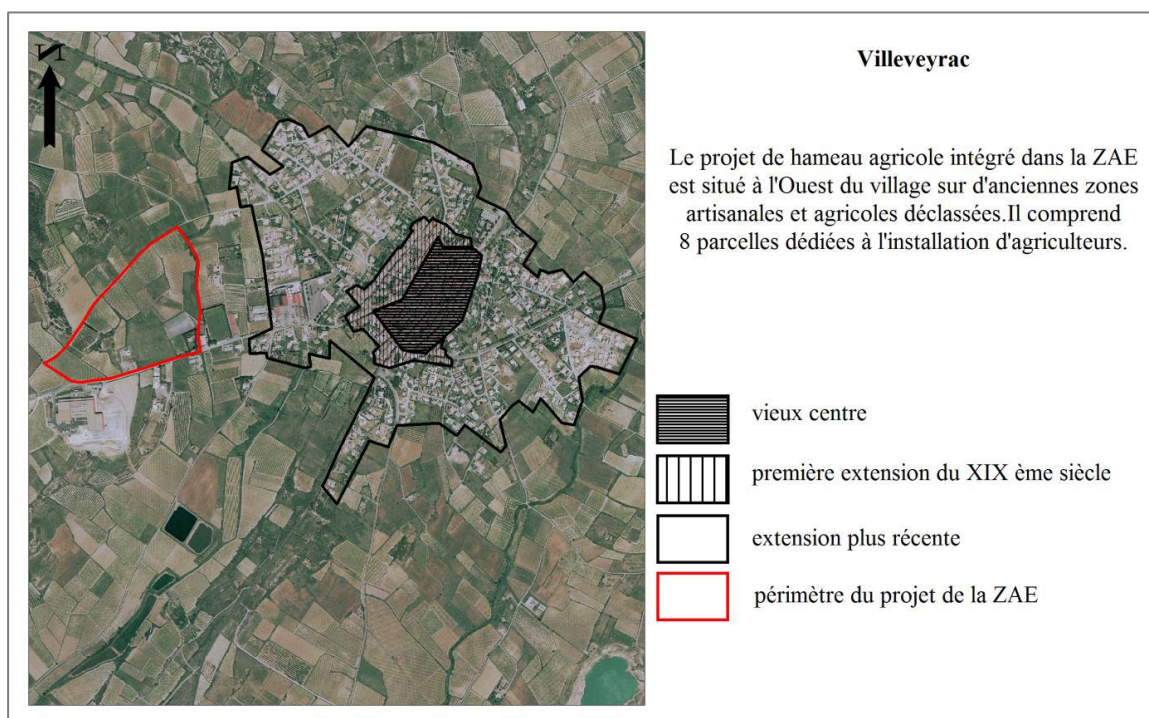 N
Villeveyrac
Le projet de hameau agricole intégré dans la ZAE
est situé à l'Ouest du village sur d'anciennes zones
artisanales et agricoles déclassées.Il comprend
8 parcelles dédiées à l'installation d'agriculteurs.
vieux centre
première extension du XIX ème siècle
extension plus récente
périmètre du projet de la ZAE